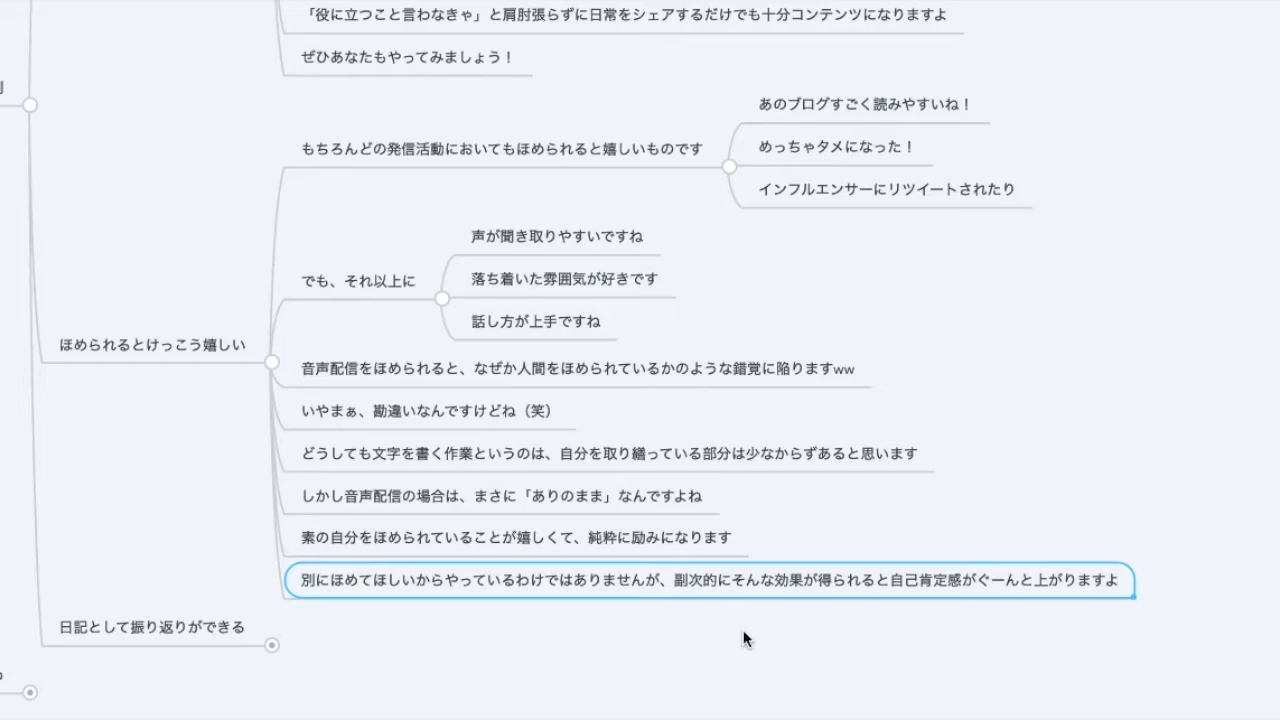 「役に立つこと言わなきゃ」と肩肘張らずに日常をシェアするだけでも十分コンテンツになりますよ
ぜひあなたもやってみましょう！
もちろんどの発信活動においてもほめられると嬉しいものです
あのブログすごく読みやすいね！
めっちゃタメになった！
インフルエンサーにリツイートされたり
でも、それ以上に
声が聞き取りやすいですね
落ち着いた雰囲気が好きです
話し方が上手ですね
ほめられるとけっこう嬉しい
音声配信をほめられると、なぜか人間をほめられているかのような錯覚に陥りますww
いやまぁ、勘違いなんですけどね（笑）
どうしても文字を書く作業というのは、自分を取り繕っている部分は少なからずあると思います
しかし音声配信の場合は、まさに「ありのまま」なんですよね
素の自分をほめられていることが嬉しくて、純粋に励みになります
別にほめてほしいからやっているわけではありませんが、副次的にそんな効果が得られると自己肯定感がぐーんと上がりますよ
日記として振り返りができる